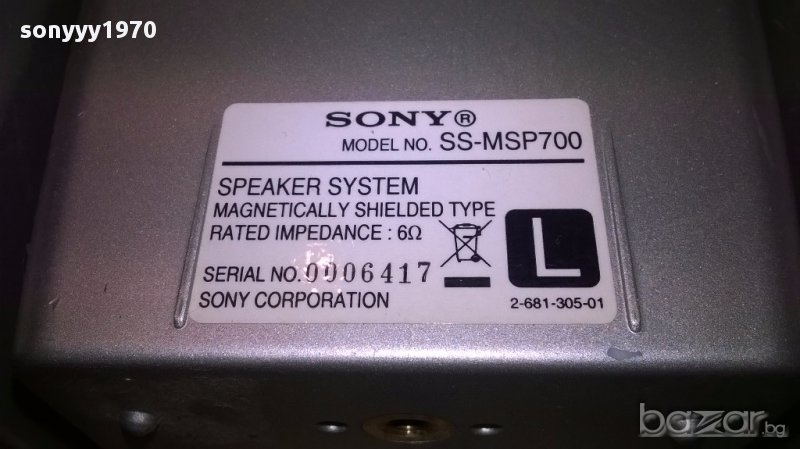 sonyyy1970
SONY®
MODEL NO. SS-MSP700
SPEAKER SYSTEM
MAGNETICALLY SHIELDED TYPE
RATED IMPEDANCE : 6Ω
SERIAL NO. 0006417
SONY CORPORATION
L
2-681-305-01
bazar.bg